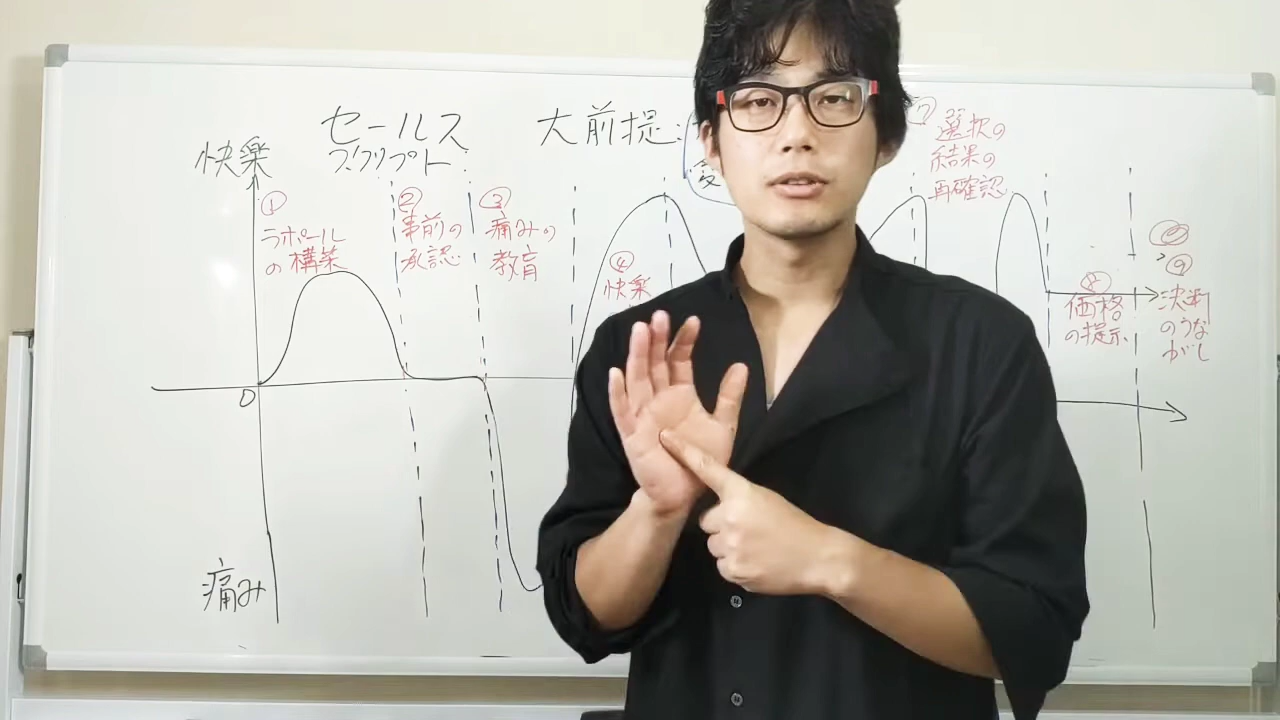 セールス
スクリプト
大前提:
快楽
①
ラポール
の構築
②
事前の
承認
③
痛みの
教育
④
快楽
⑦
選択の
結果の
再確認
⑧
価格
の提示
⑨
決断
のうな
がし
0
痛み